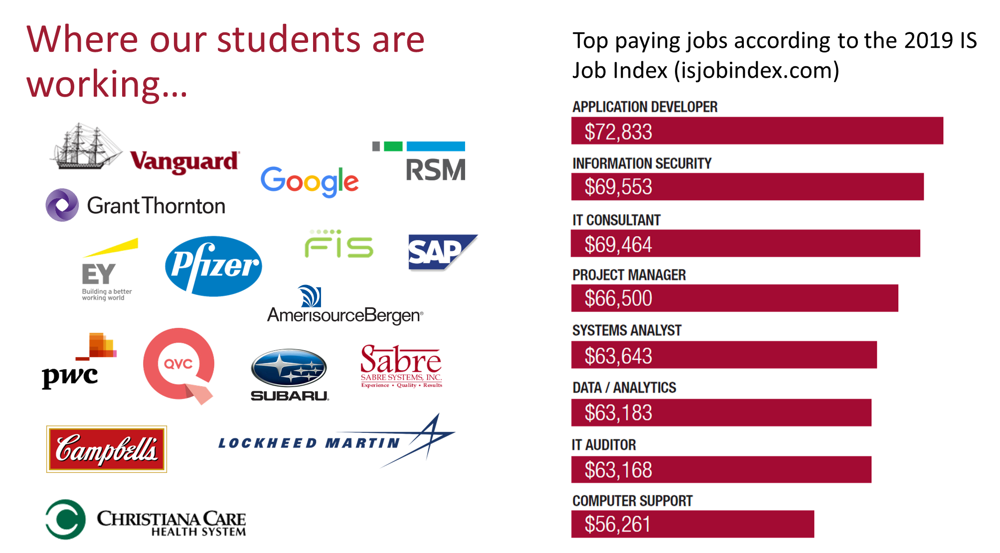 Where our students are
working...
Vanguard®
Google
RSM
Grant Thornton
EY
Building a better
working world
Pfizer
FIS
SAP
AmerisourceBergen®
pwc
QVC
SUBARU®
Sabre
SABRE SYSTEMS, INC.
Experience • Quality • Results
Campbell's
LOCKHEED MARTIN
CHRISTIANA CARE
HEALTH SYSTEM
Top paying jobs according to the 2019 IS
Job Index (isjobindex.com)
APPLICATION DEVELOPER
$72,833
INFORMATION SECURITY
$69,553
IT CONSULTANT
$69,464
PROJECT MANAGER
$66,500
SYSTEMS ANALYST
$63,643
DATA / ANALYTICS
$63,183
IT AUDITOR
$63,168
COMPUTER SUPPORT
$56,261